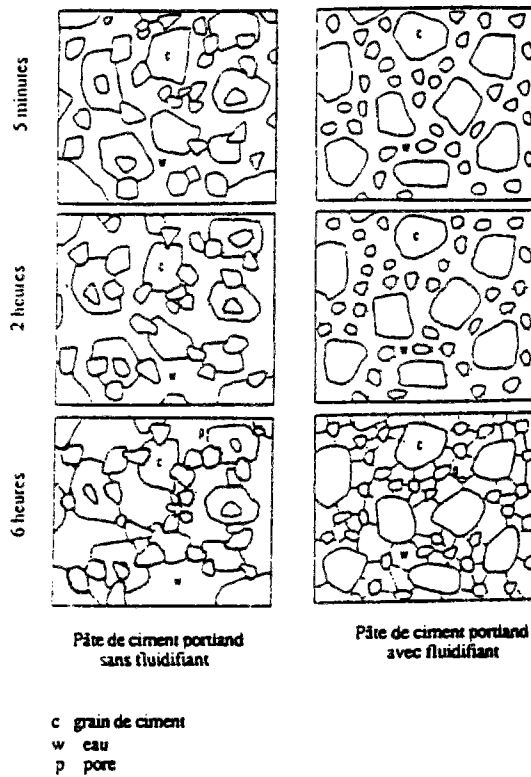 5 minutes
c
w
c
w
2 heures
c
w
c
w
6 heures
p
c
w
c
w
Pâte de ciment portland
sans fluidifiant
Pâte de ciment portland
avec fluidifiant
c grain de ciment
w eau
p pore